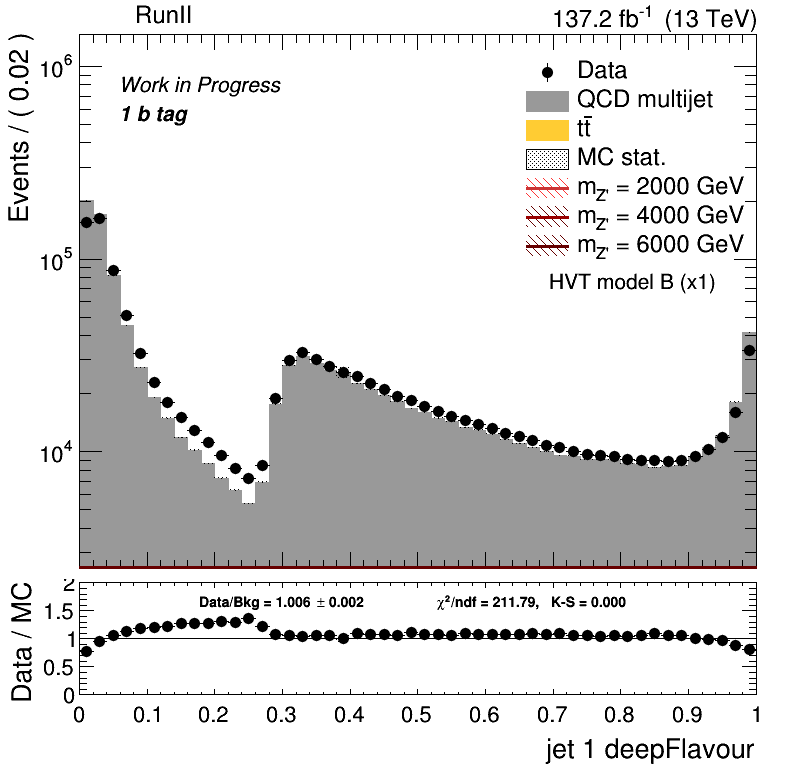 RunII
137.2 fb⁻¹ (13 TeV)
Events / ( 0.02 )
10⁶
10⁵
10⁴
Work in Progress
1 b tag
Data
QCD multijet
tt̄
MC stat.
m_Z' = 2000 GeV
m_Z' = 4000 GeV
m_Z' = 6000 GeV
HVT model B (x1)
Data / MC
2
1.5
1
0.5
0
Data/Bkg = 1.006 ± 0.002
χ²/ndf = 211.79, K-S = 0.000
0 0.1 0.2 0.3 0.4 0.5 0.6 0.7 0.8 0.9 1
jet 1 deepFlavour